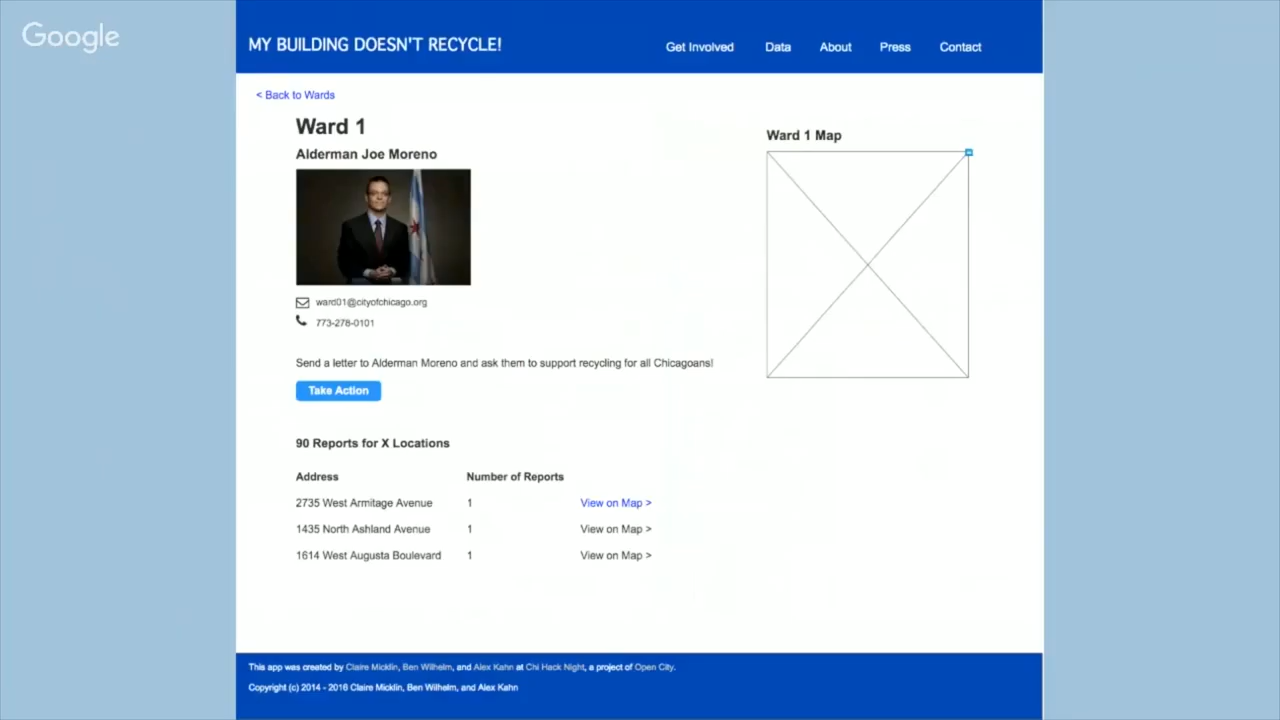 Google
MY BUILDING DOESN'T RECYCLE!
Get Involved Data About Press Contact
< Back to Wards
Ward 1
Alderman Joe Moreno
ward01@cityofchicago.org
773-278-0101
Send a letter to Alderman Moreno and ask them to support recycling for all Chicagoans!
Take Action
Ward 1 Map
90 Reports for X Locations
Address Number of Reports
2735 West Armitage Avenue 1 View on Map >
1435 North Ashland Avenue 1 View on Map >
1614 West Augusta Boulevard 1 View on Map >
This app was created by Claire Micklin, Ben Wilhelm, and Alex Kahn at Chi Hack Night, a project of Open City.
Copyright (c) 2014 - 2016 Claire Micklin, Ben Wilhelm, and Alex Kahn